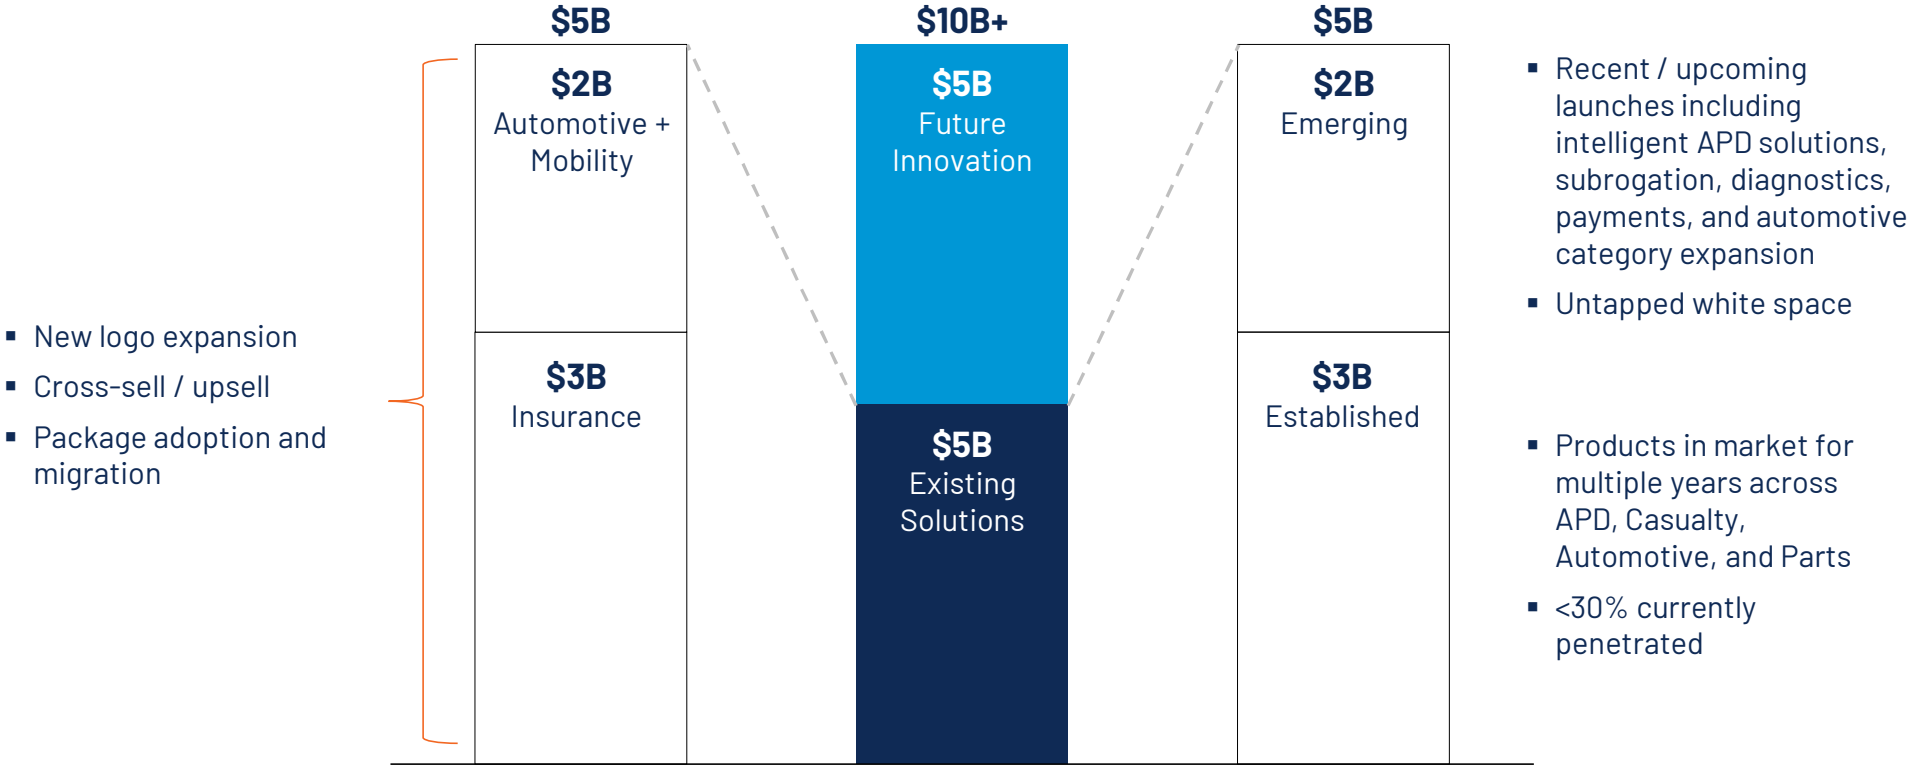 New logo expansion
Cross-sell / upsell
Package adoption and
migration
$5B
$2B
Automotive +
Mobility
$3B
Insurance
$10B+
$5B
Future
Innovation
$5B
Existing
Solutions
$5B
$2B
Emerging
$3B
Established
Recent / upcoming
launches including
intelligent APD solutions,
subrogation, diagnostics,
payments, and automotive
category expansion
Untapped white space
Products in market for
multiple years across
APD, Casualty,
Automotive, and Parts
<30% currently
penetrated